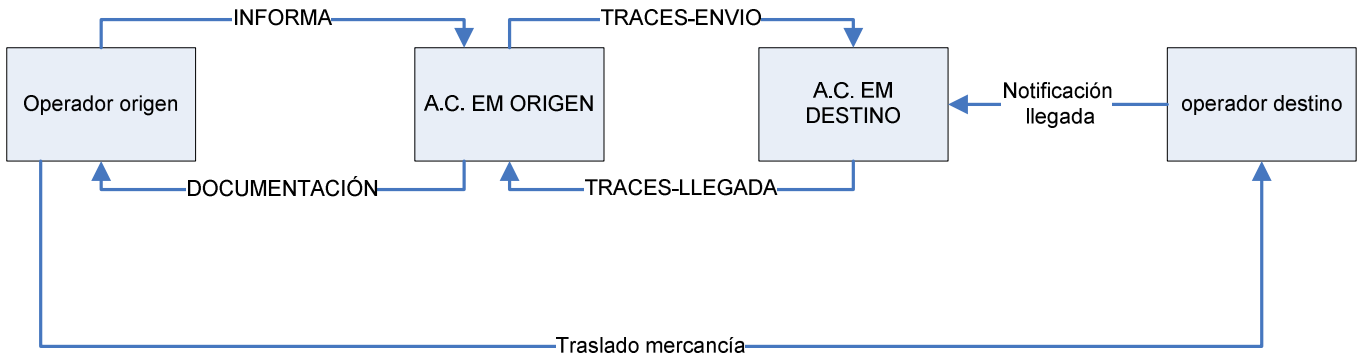 INFORMA
TRACES-ENVIO
Operador origen
A.C. EM ORIGEN
A.C. EM
DESTINO
Notificación
llegada
operador destino
DOCUMENTACIÓN
TRACES-LLEGADA
Traslado mercancía